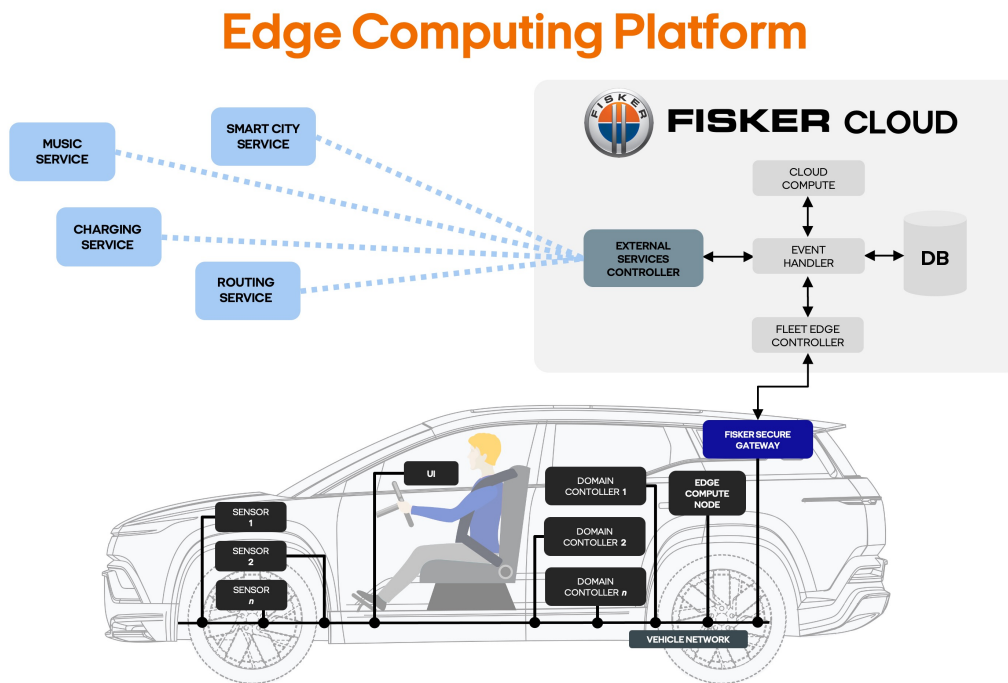 Edge Computing Platform
FISKER
FISKER CLOUD
MUSIC
SERVICE
SMART CITY
SERVICE
CHARGING
SERVICE
ROUTING
SERVICE
EXTERNAL
SERVICES
CONTROLLER
CLOUD
COMPUTE
EVENT
HANDLER
DB
FLEET EDGE
CONTROLLER
FISKER SECURE
GATEWAY
UI
SENSOR
1
SENSOR
2
SENSOR
n
DOMAIN
CONTOLLER 1
DOMAIN
CONTROLLER 2
DOMAIN
CONTROLLER n
EDGE
COMPUTE
NODE
VEHICLE NETWORK